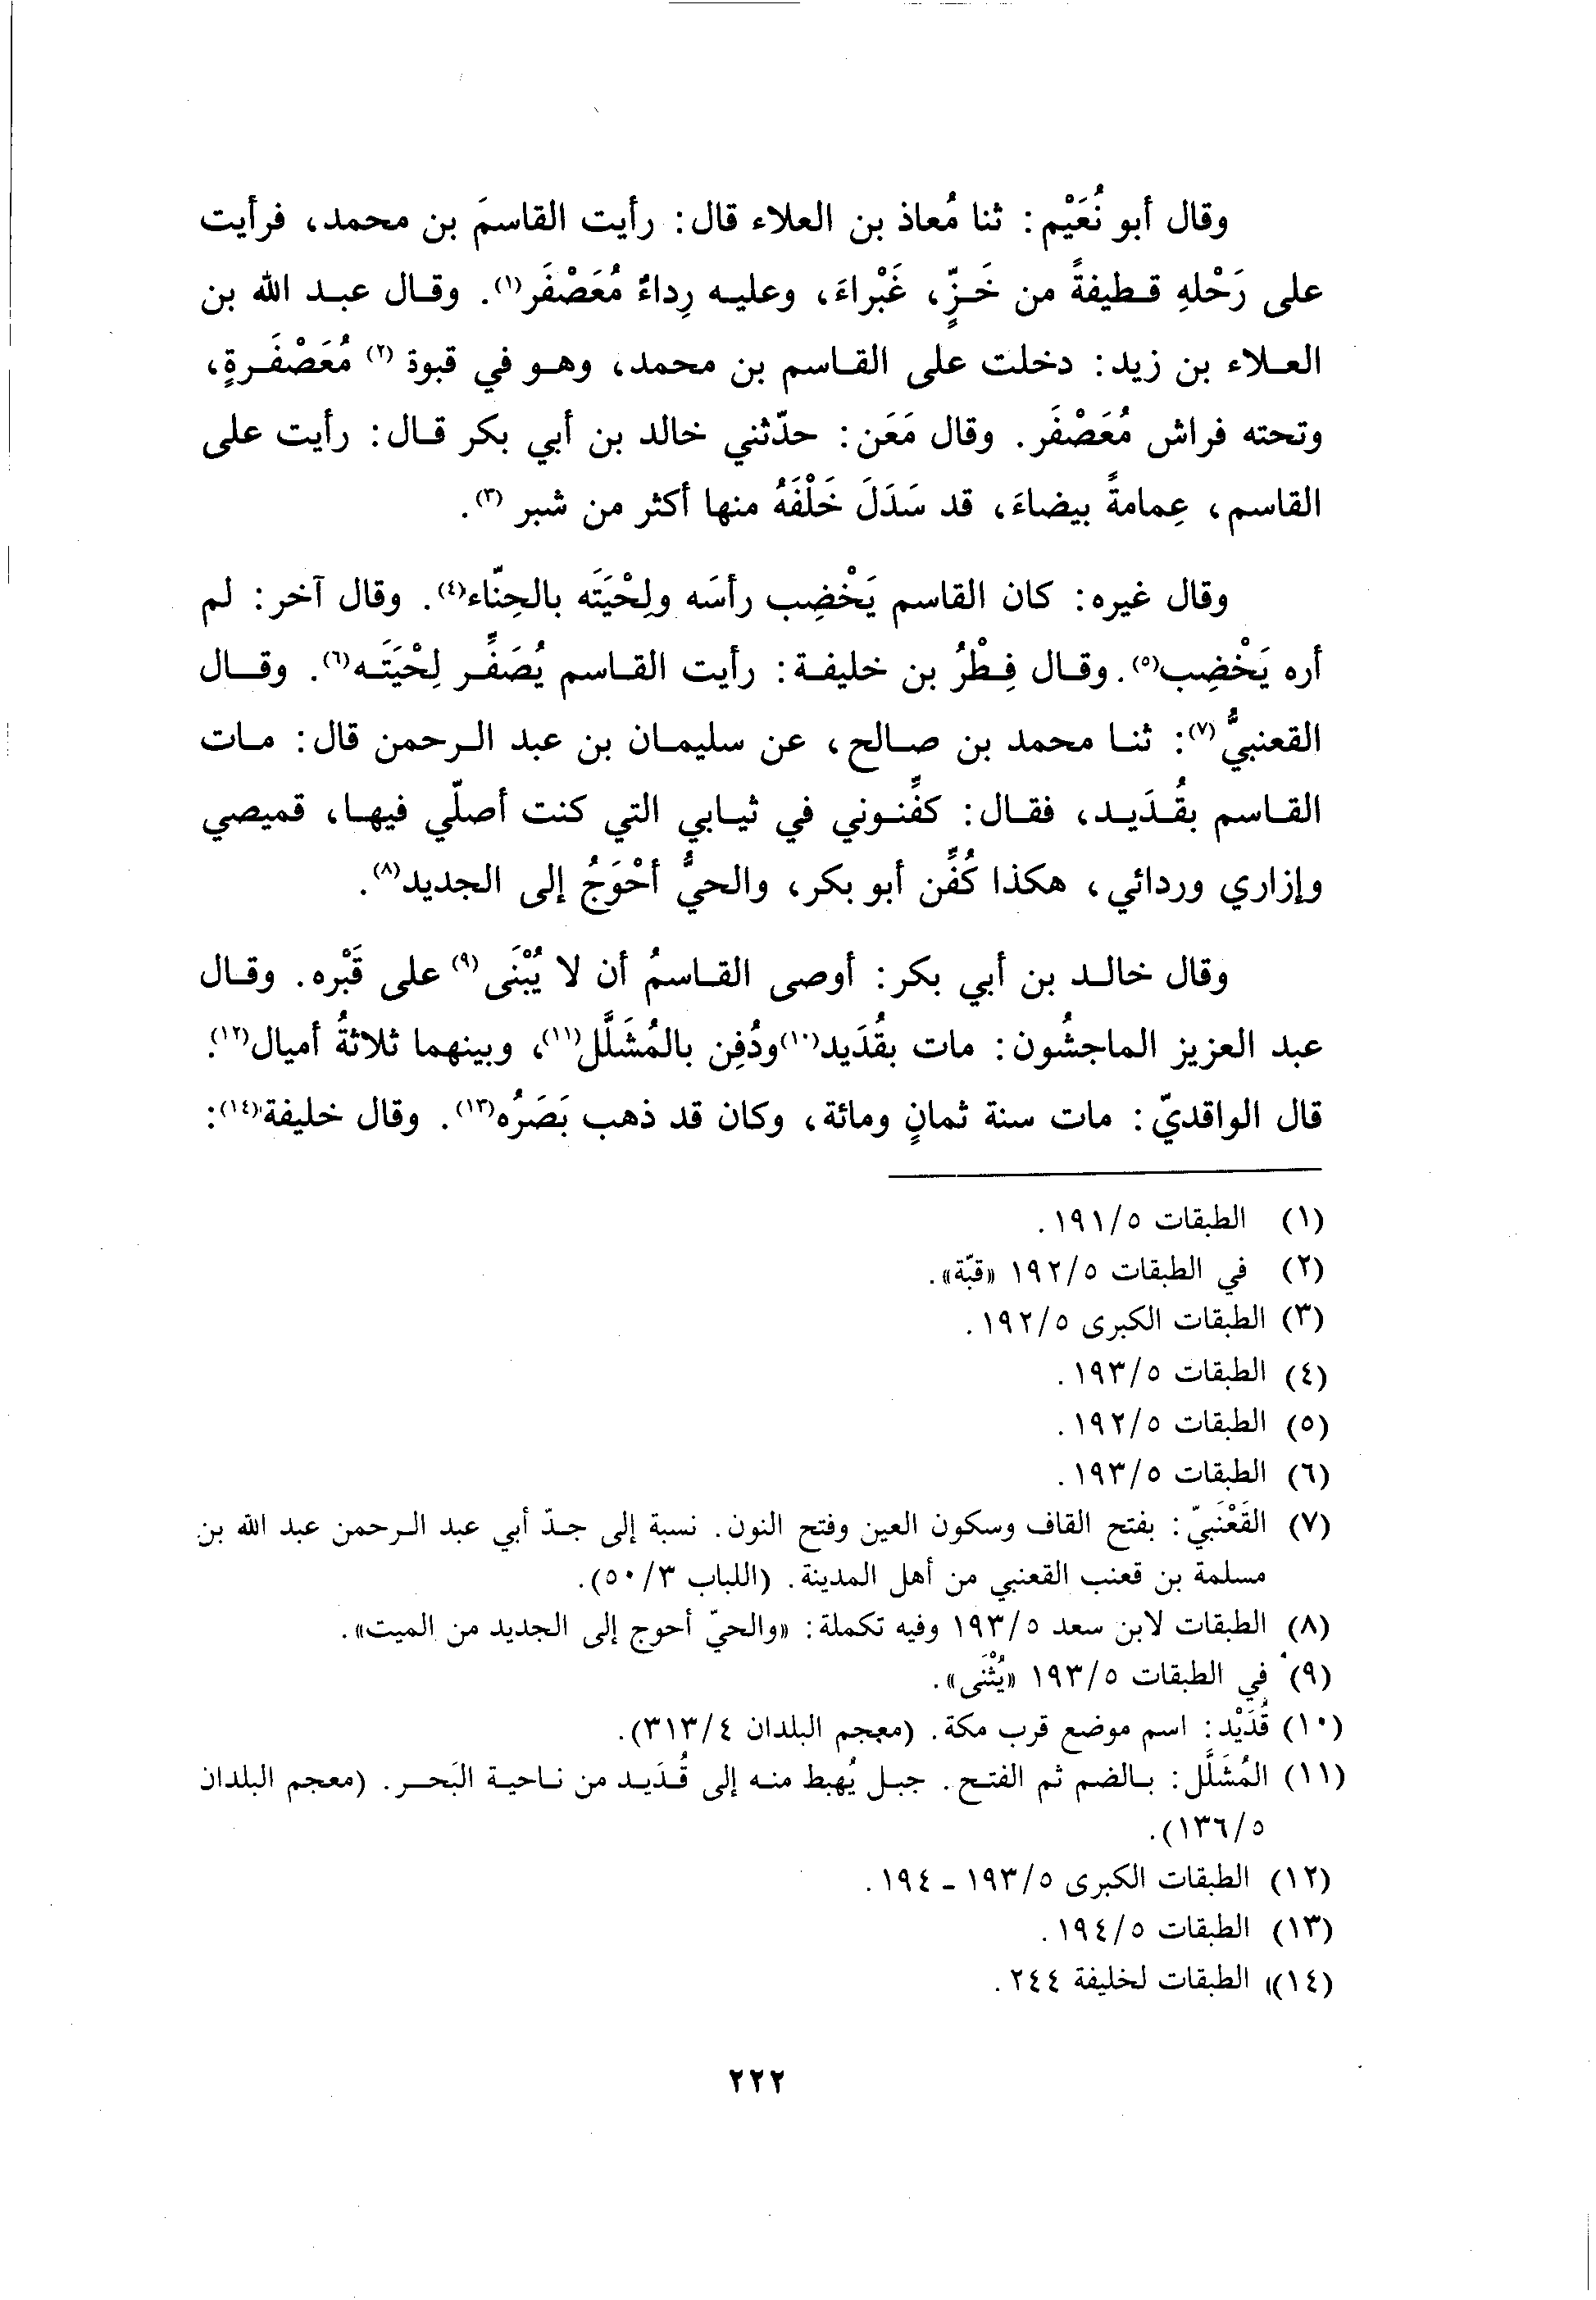 وقال أبو نُعَيْم: ثنا مُعاذ بن العلاء قال: رأيت القاسمَ بن محمد، فرأيت
على رَحْلهِ قطيفةً من خَزٍّ، غَبْراءَ، وعليه رِداءٌ مُعَصْفَر(١). وقال عبد الله بن
العلاء بن زيد: دخلت على القاسم بن محمد، وهو في قبوة (٢) مُعَصْفَرةٍ،
وتحته فراش مُعَصْفَر. وقال مَعَن: حدّثني خالد بن أبي بكر قال: رأيت على
القاسم، عِمامةً بيضاءَ، قد سَدَلَ خَلْفَهُ منها أكثر من شبر (٣).
وقال غيره: كان القاسم يَخْضِب رأسَه ولِحْيَتَه بالحِنّاء(٤). وقال آخر: لم
أره يَخْضِب(٥). وقال فِطْرُ بن خليفة: رأيت القاسم يُصَفِّر لِحْيَتَه(٦). وقال
القعنبيُّ(٧): ثنا محمد بن صالح، عن سليمان بن عبد الرحمن قال: مات
القاسم بقُدَيد، فقال: كفِّنوني في ثيابي التي كنت أصلّي فيها، قميصي
وإزاري وردائي، هكذا كُفِّن أبو بكر، والحيُّ أحْوَجُ إلى الجديد(٨).
وقال خالد بن أبي بكر: أوصى القاسمُ أن لا يُبْنَى(٩) على قَبْره. وقال
عبد العزيز الماجشُون: مات بقُدَيد(١٠)ودُفِن بالمُشَلَّل(١١)، وبينهما ثلاثةُ أميال(١٢).
قال الواقديّ: مات سنة ثمانٍ ومائة، وكان قد ذهب بَصَرُه(١٣). وقال خليفة(١٤):
(١) الطبقات ١٩١/٥.
(٢) في الطبقات ١٩٢/٥ «قبّة».
(٣) الطبقات الكبرى ١٩٢/٥.
(٤) الطبقات ١٩٣/٥.
(٥) الطبقات ١٩٢/٥.
(٦) الطبقات ١٩٣/٥.
(٧) القَعْنَبيّ: بفتح القاف وسكون العين وفتح النون. نسبة إلى جدّ أبي عبد الرحمن عبد الله بن
مسلمة بن قعنب القعنبي من أهل المدينة. (اللباب ٥٠/٣).
(٨) الطبقات لابن سعد ١٩٣/٥ وفيه تكملة: «والحيّ أحوج إلى الجديد من الميت».
(٩) في الطبقات ١٩٣/٥ «يُثْنَى».
(١٠) قُدَيْد: اسم موضع قرب مكة. (معجم البلدان ٣١٣/٤).
(١١) المُشَلَّل: بالضم ثم الفتح. جبل يُهبط منه إلى قُدَيد من ناحية البَحر. (معجم البلدان
١٣٦/٥).
(١٢) الطبقات الكبرى ١٩٣/٥ - ١٩٤.
(١٣) الطبقات ١٩٤/٥.
(١٤) الطبقات لخليفة ٢٤٤.
٢٢٢